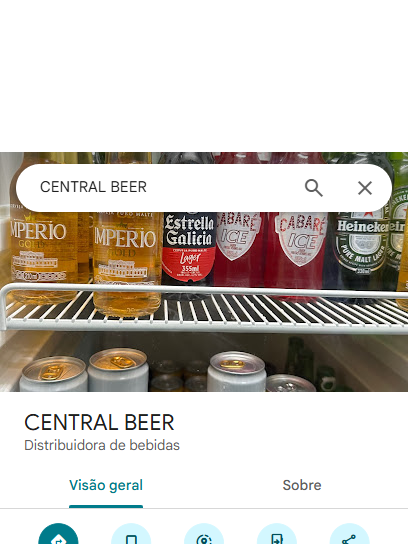 CENTRAL BEER
IMPERIO
GOLD
IMPERIO
GOLD
Estrella
Galicia
Lager
355ml
CABARÉ
ICE
CABARÉ
ICE
Heineken
PURE MALT LAGER
CENTRAL BEER
Distribuidora de bebidas
Visão geral
Sobre